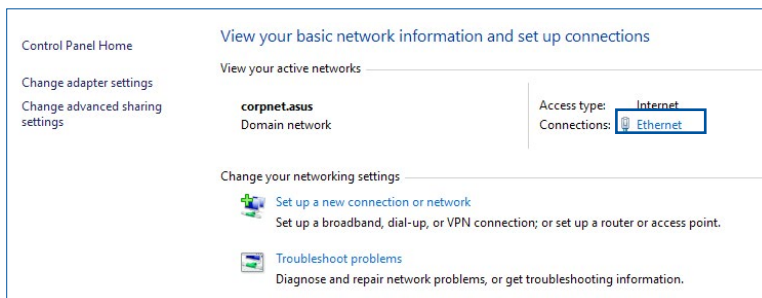 Control Panel Home
Change adapter settings
Change advanced sharing
settings
View your basic network information and set up connections
View your active networks
corpnet.asus
Domain network
Access type: Internet
Connections: Ethernet
Change your networking settings
Set up a new connection or network
Set up a broadband, dial-up, or VPN connection; or set up a router or access point.
Troubleshoot problems
Diagnose and repair network problems, or get troubleshooting information.